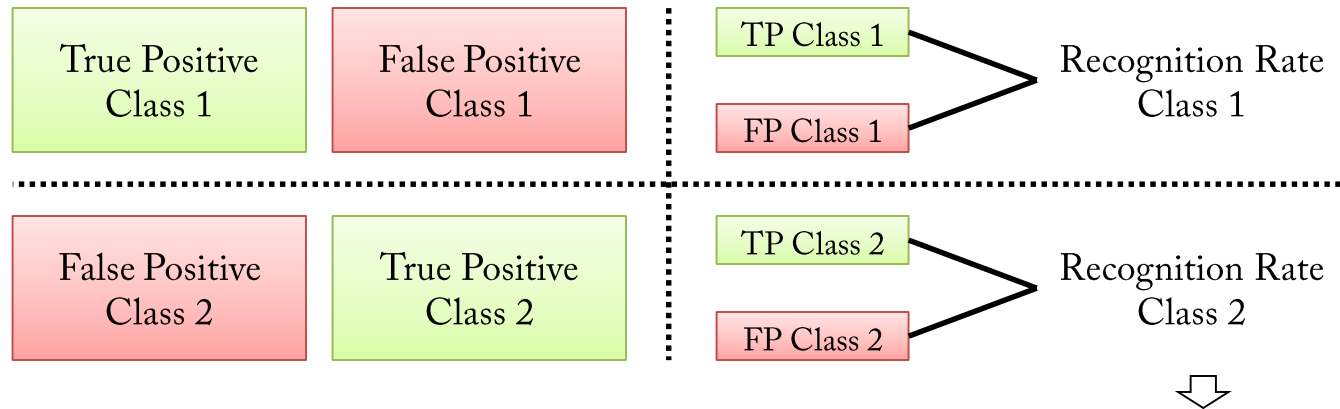 True Positive
Class 1
False Positive
Class 1
TP Class 1
FP Class 1
Recognition Rate
Class 1
False Positive
Class 2
True Positive
Class 2
TP Class 2
FP Class 2
Recognition Rate
Class 2